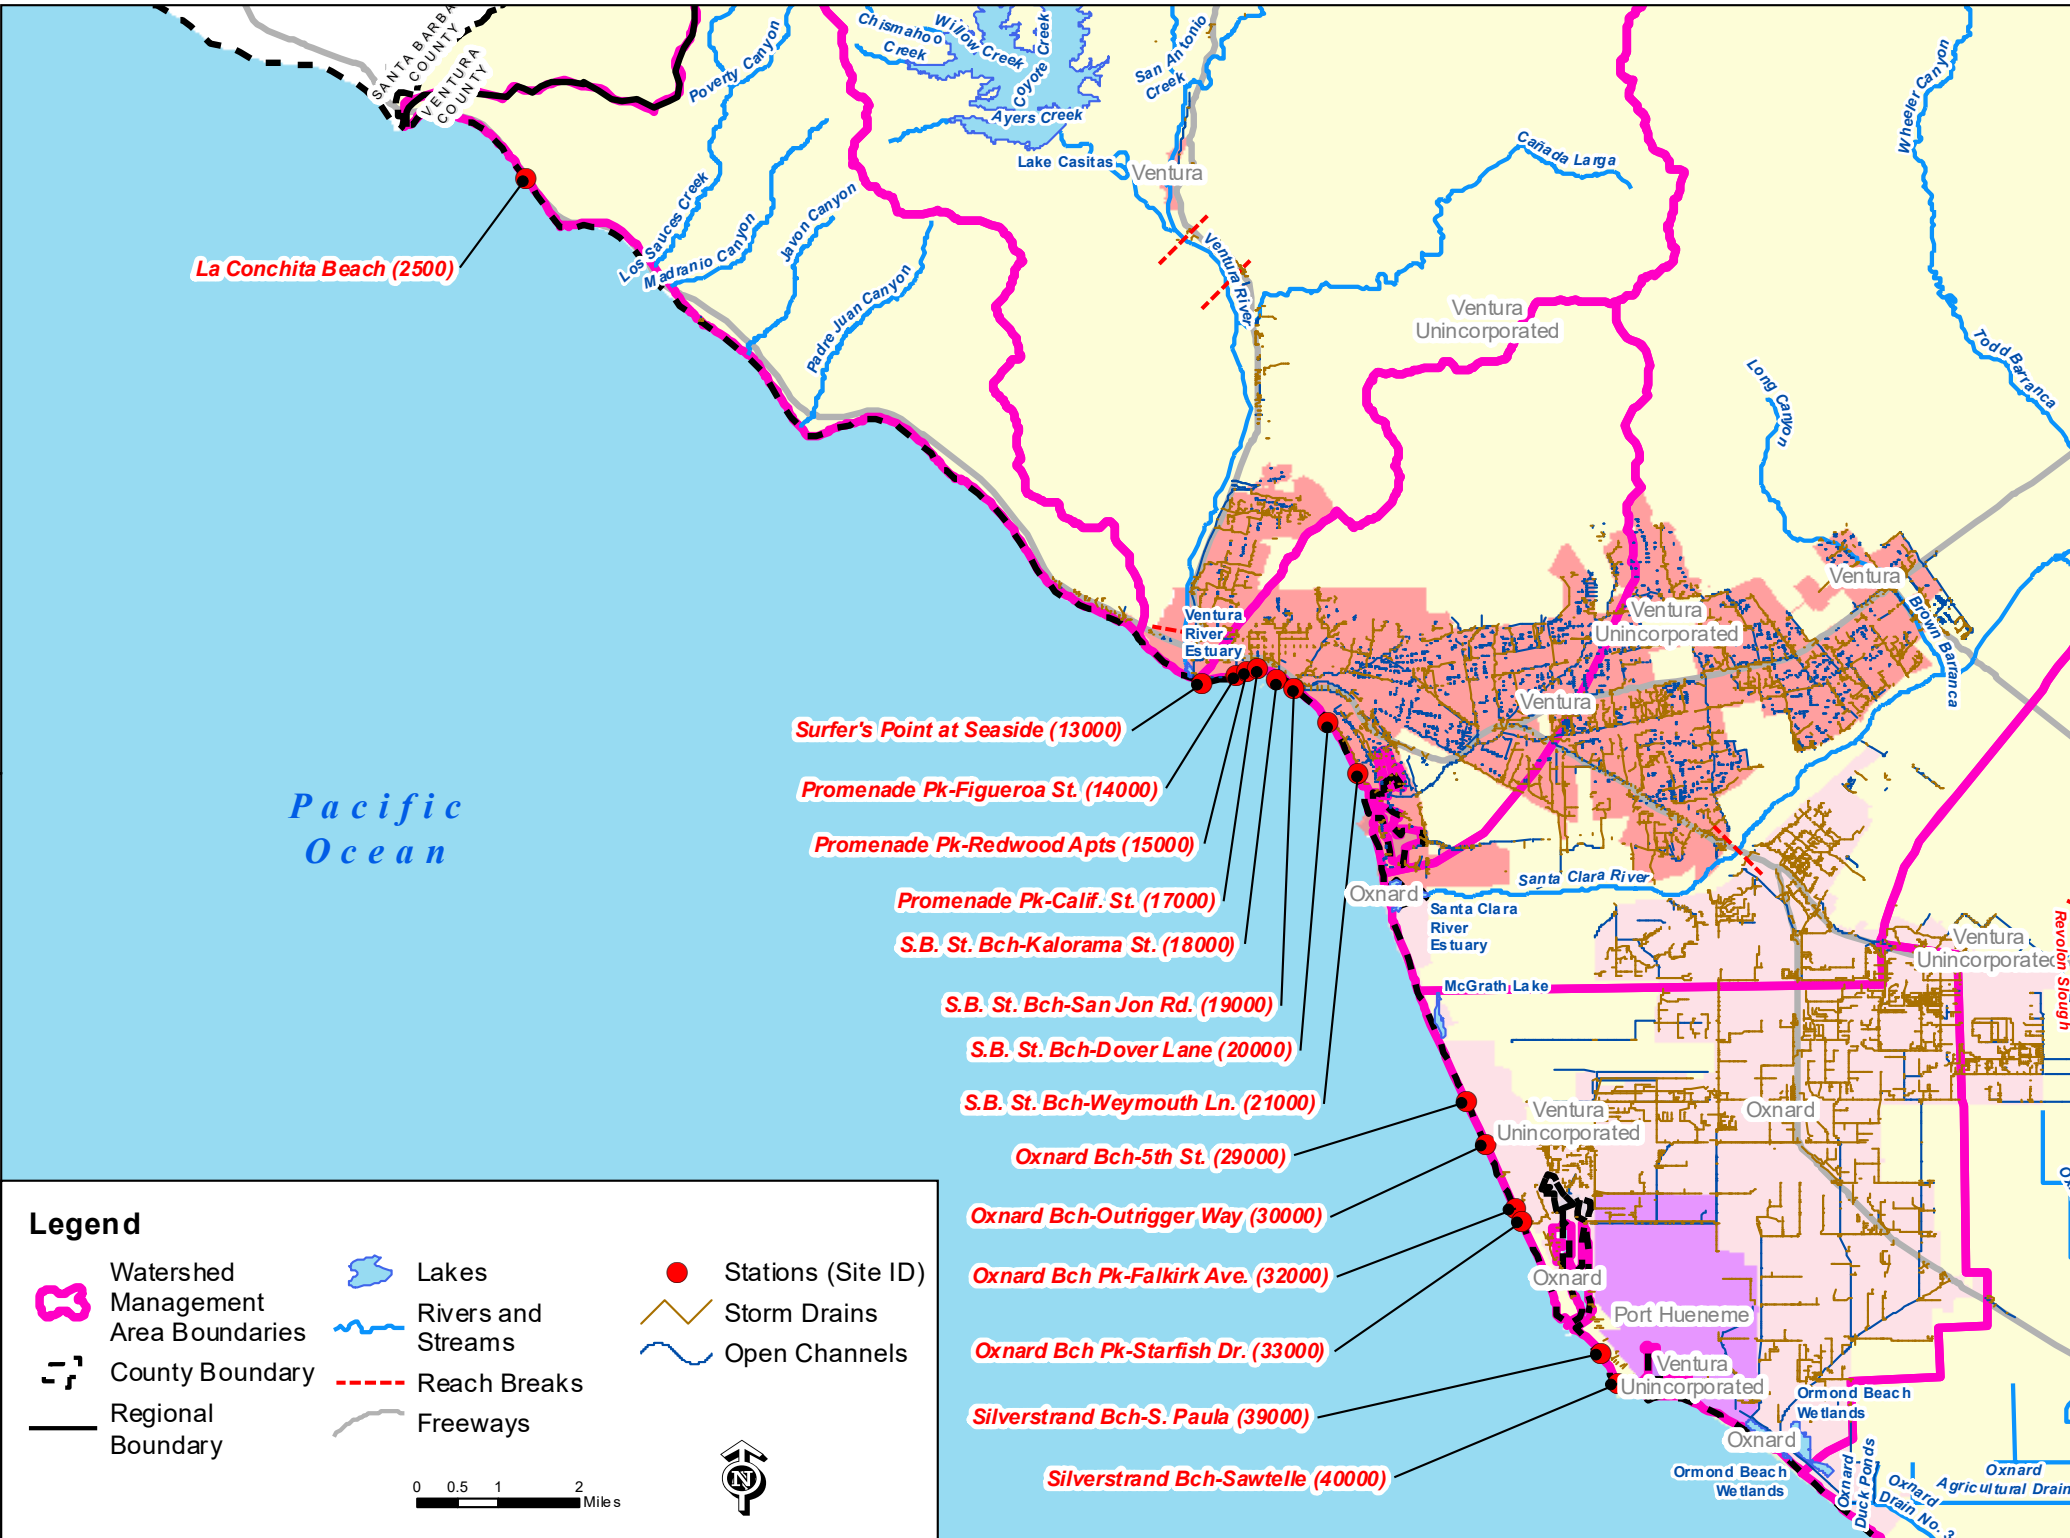 SANTA BARBA
COUNTY
VENTURA
COUNTY
Poverty Canyon
Chismahoo
Creek
Willow Creek
Coyote Creek
Ayers Creek
San Antonio
Creek
Lake Casitas
Ventura
Cañada Larga
Wheeler Canyon
La Conchita Beach (2500)
Los Sauces Creek
Madranio Canyon
Javon Canyon
Padre Juan Canyon
Ventura River
Ventura
Unincorporated
Long Canyon
Todd Barranca
Ventura
River
Estuary
Ventura
Unincorporated
Ventura
Brown Barranca
Ventura
Surfer's Point at Seaside (13000)
Promenade Pk-Figueroa St. (14000)
Promenade Pk-Redwood Apts (15000)
Promenade Pk-Calif. St. (17000)
S.B. St. Bch-Kalorama St. (18000)
S.B. St. Bch-San Jon Rd. (19000)
S.B. St. Bch-Dover Lane (20000)
S.B. St. Bch-Weymouth Ln. (21000)
Oxnard Bch-5th St. (29000)
Oxnard Bch-Outrigger Way (30000)
Oxnard Bch Pk-Falkirk Ave. (32000)
Oxnard Bch Pk-Starfish Dr. (33000)
Silverstrand Bch-S. Paula (39000)
Silverstrand Bch-Sawtelle (40000)
Pacific
Ocean
Oxnard
Santa Clara River
Santa Clara
River
Estuary
McGrath Lake
Ventura
Unincorporated
Revolon Slough
Ventura
Unincorporated
Oxnard
Oxnard
Port Hueneme
Ventura
Unincorporated
Ormond Beach
Wetlands
Oxnard
Ormond Beach
Wetlands
Oxnard
Duck Ponds
Oxnard
Drain No. 3
Oxnard
Agricultural Drain
Legend
Watershed
Management
Area Boundaries
County Boundary
Regional
Boundary
Lakes
Rivers and
Streams
Reach Breaks
Freeways
Stations (Site ID)
Storm Drains
Open Channels
0 0.5 1 2
Miles
N